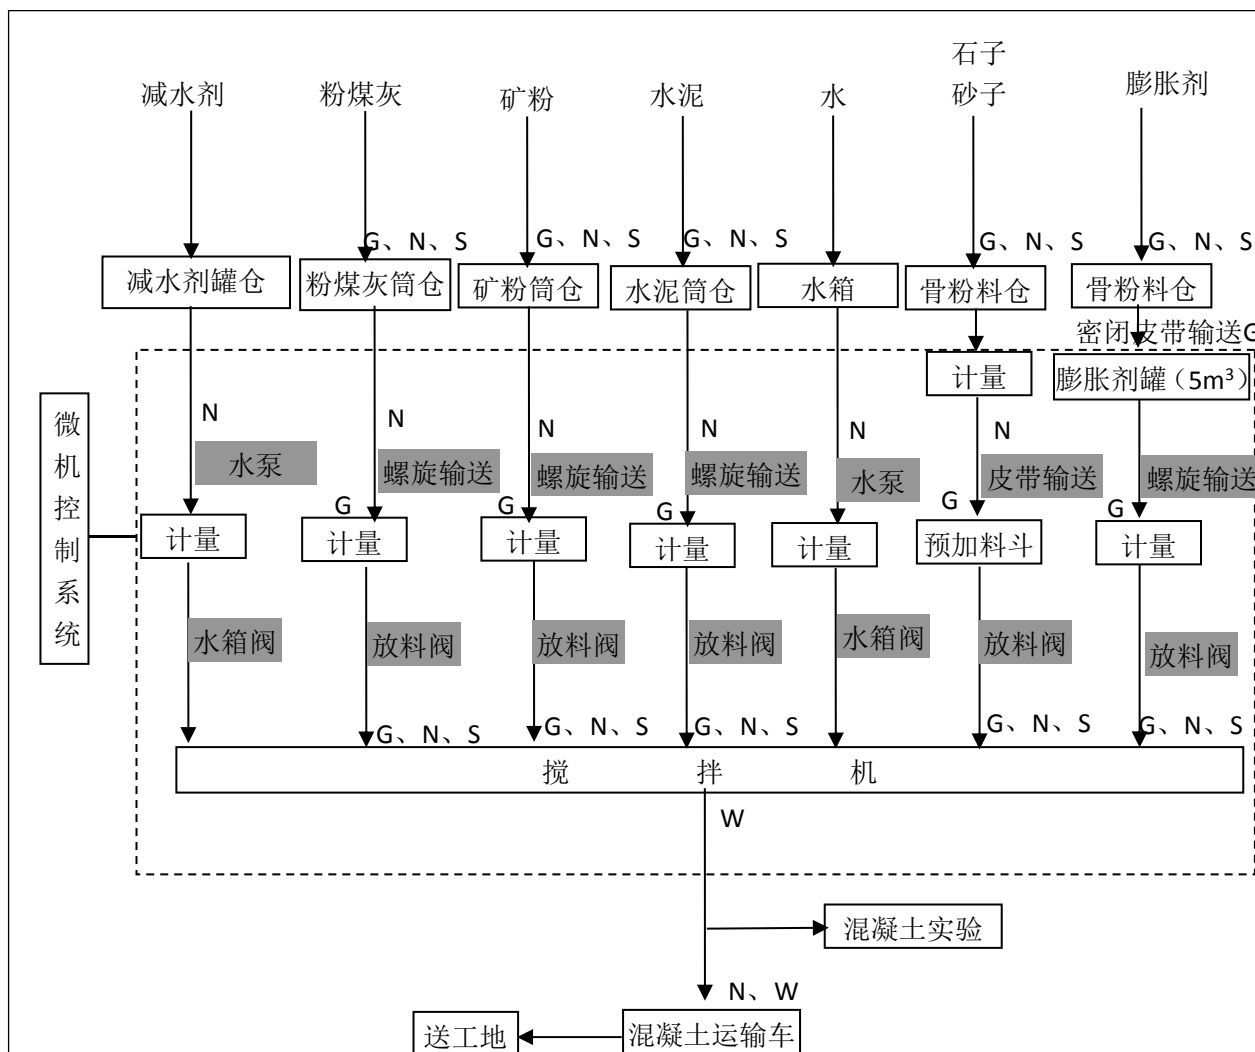 减水剂
粉煤灰
矿粉
水泥
水
石子
砂子
膨胀剂
G、N、S
G、N、S
G、N、S
G、N、S
G、N、S
减水剂罐仓
粉煤灰筒仓
矿粉筒仓
水泥筒仓
水箱
骨粉料仓
骨粉料仓
密闭皮带输送G
计量
膨胀剂罐（5m³）
微机控制系统
N
N
N
N
N
N
水泵
螺旋输送
螺旋输送
螺旋输送
水泵
皮带输送
螺旋输送
G
G
G
G
G
计量
计量
计量
计量
计量
预加料斗
计量
水箱阀
放料阀
放料阀
放料阀
水箱阀
放料阀
放料阀
G、N、S
G、N、S
G、N、S
G、N、S
G、N、S
搅拌机
W
混凝土实验
N、W
送工地
混凝土运输车